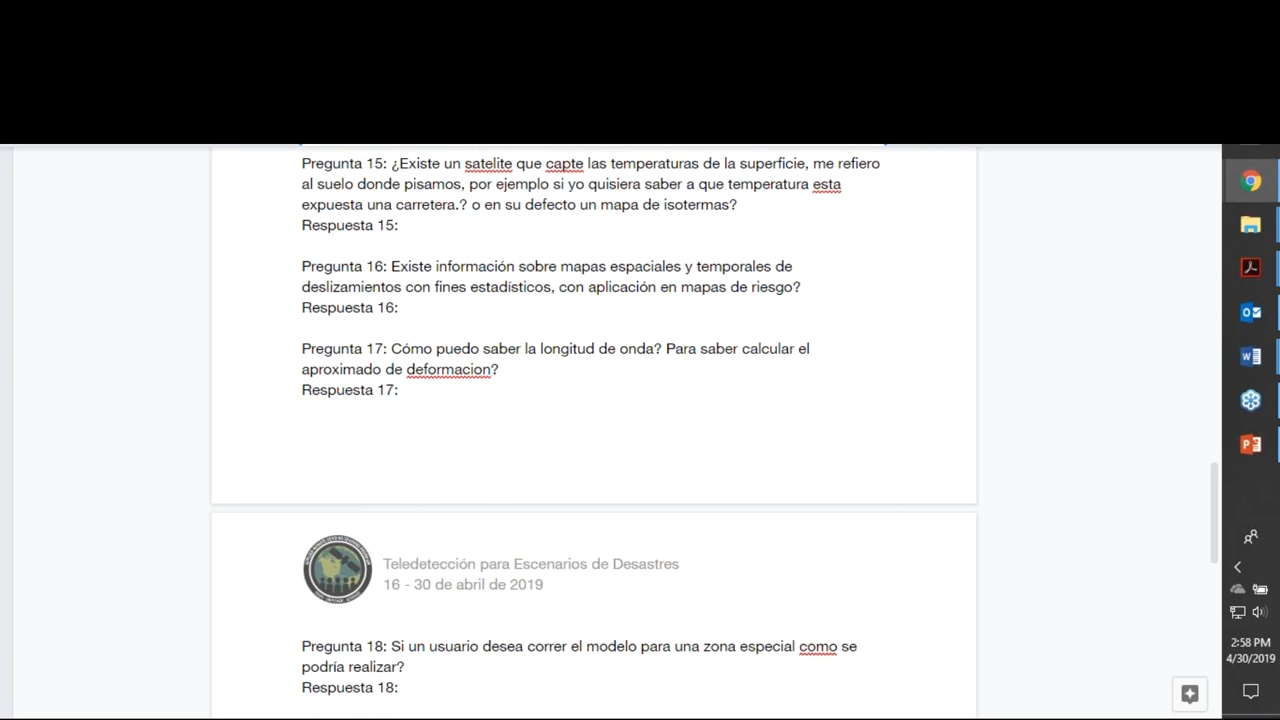 Pregunta 15: ¿Existe un satelite que capte las temperaturas de la superficie, me refiero
al suelo donde pisamos, por ejemplo si yo quisiera saber a que temperatura esta
expuesta una carretera.? o en su defecto un mapa de isotermas?
Respuesta 15:
Pregunta 16: Existe información sobre mapas espaciales y temporales de
deslizamientos con fines estadísticos, con aplicación en mapas de riesgo?
Respuesta 16:
Pregunta 17: Cómo puedo saber la longitud de onda? Para saber calcular el
aproximado de deformacion?
Respuesta 17:
Teledetección para Escenarios de Desastres
16 - 30 de abril de 2019
Pregunta 18: Si un usuario desea correr el modelo para una zona especial como se
podría realizar?
Respuesta 18:
2:58 PM
4/30/2019